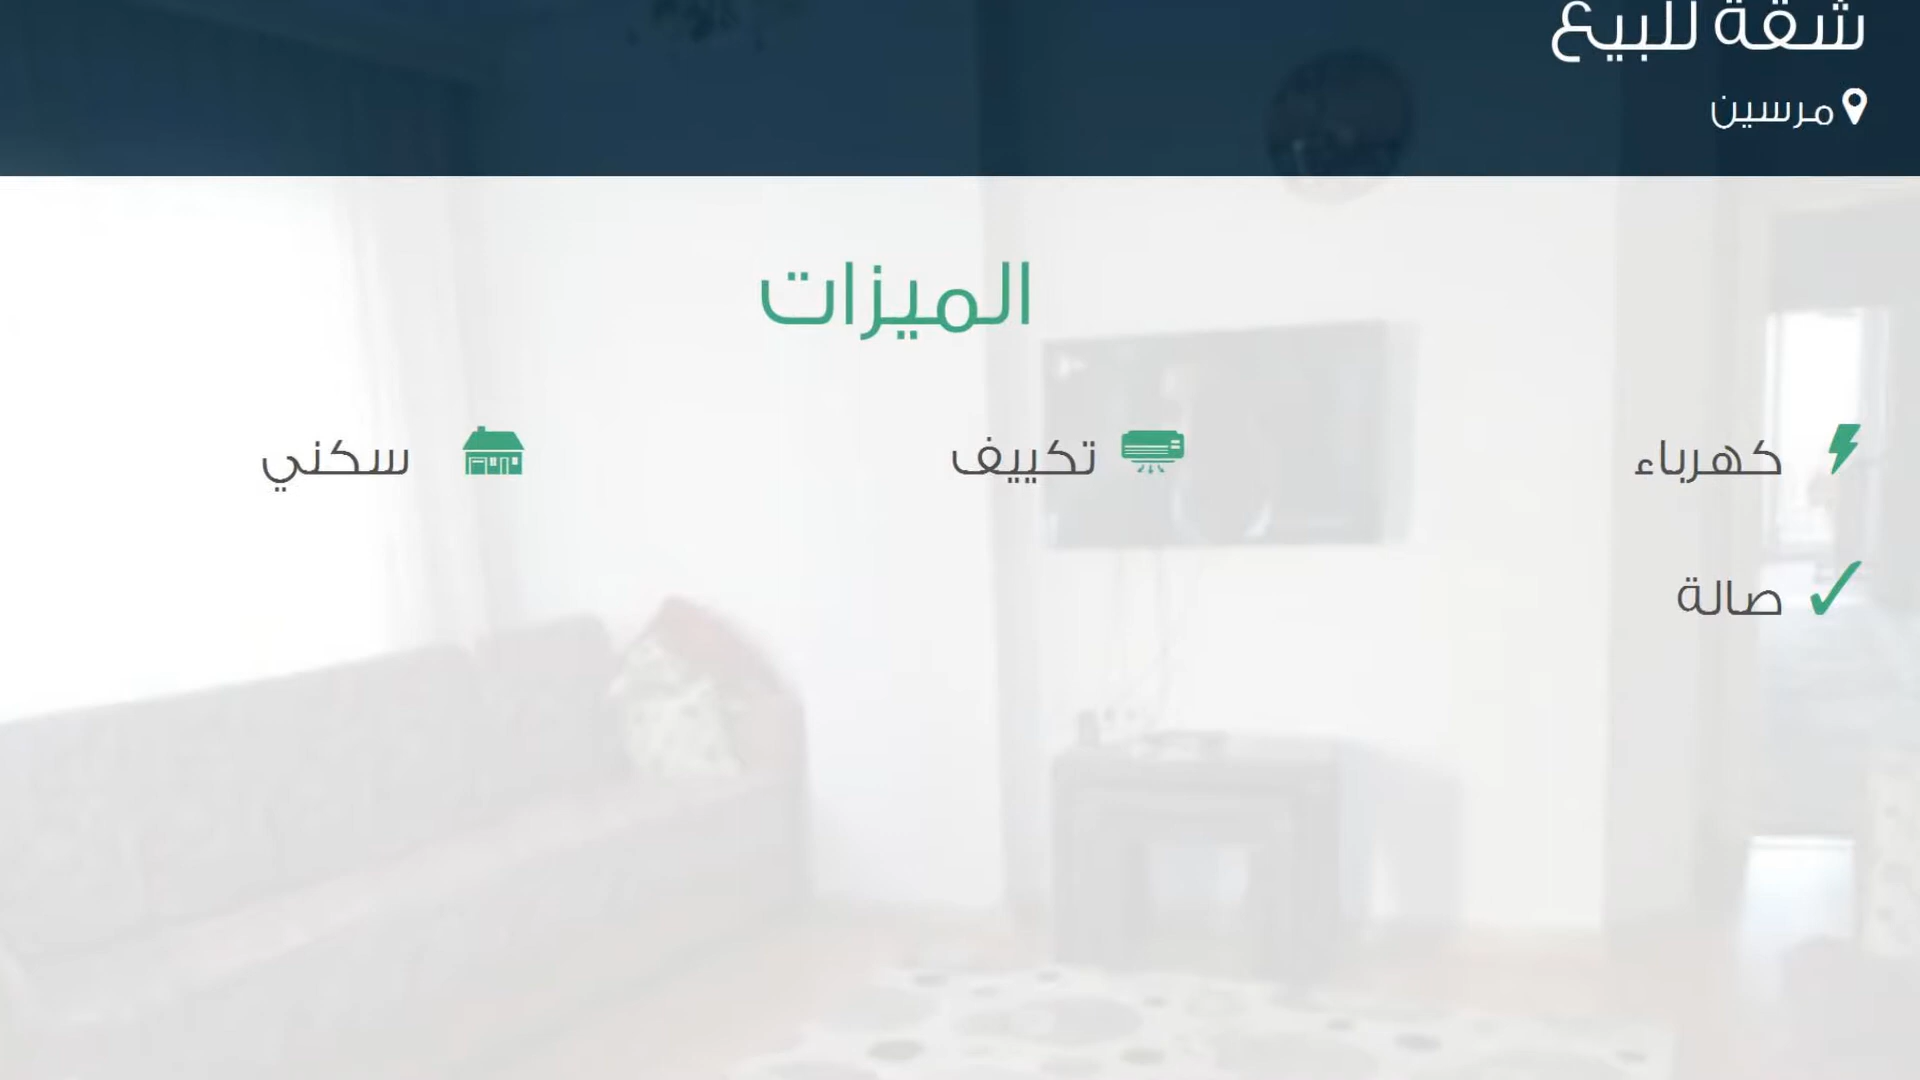 شقة للبيع
مرسين
الميزات
كهرباء
تكييف
سكني
صالة